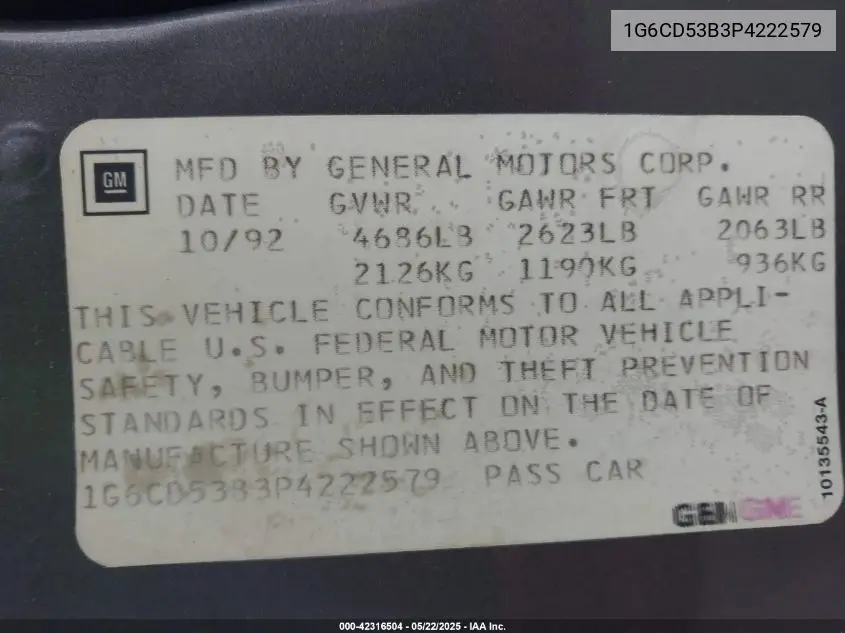 1G6CD53B3P4222579
GM
MFD BY GENERAL MOTORS CORP.
DATE GVWR GAWR FRT GAWR RR
10/92 4686LB 2623LB 2063LB
2126KG 1190KG 936KG
THIS VEHICLE CONFORMS TO ALL APPLI-
CABLE U.S. FEDERAL MOTOR VEHICLE
SAFETY, BUMPER, AND THEFT PREVENTION
STANDARDS IN EFFECT ON THE DATE OF
MANUFACTURE SHOWN ABOVE.
1G6CD53B3P4222579 PASS CAR
10135543-A
GEN GME
000-42316504 - 05/22/2025 - IAA Inc.